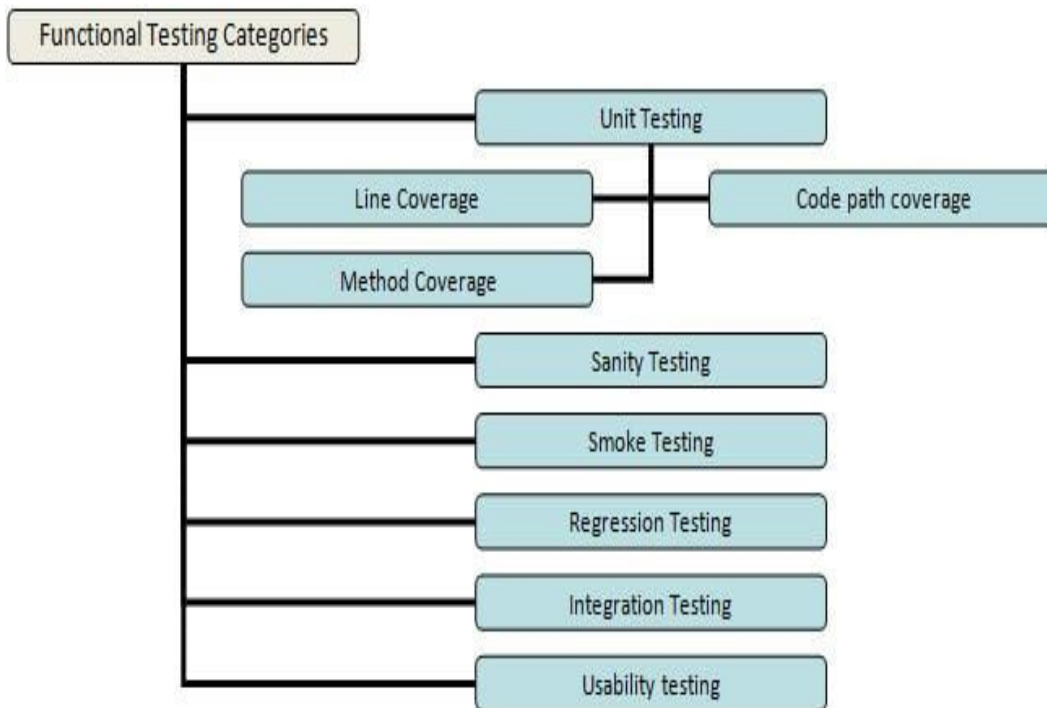 Functional Testing Categories
Unit Testing
Line Coverage
Code path coverage
Method Coverage
Sanity Testing
Smoke Testing
Regression Testing
Integration Testing
Usability testing